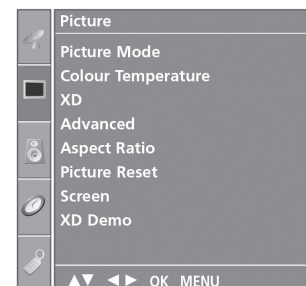 Picture
Picture Mode
Colour Temperature
XD
Advanced
Aspect Ratio
Picture Reset
Screen
XD Demo
▲▼ ◄► OK MENU